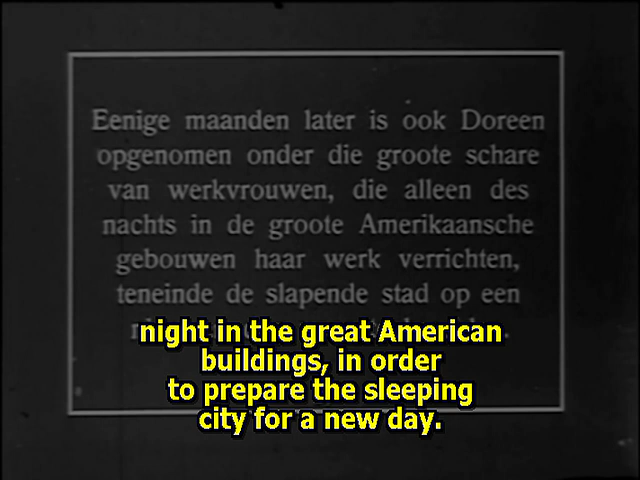 Eenige maanden later is ook Doreen
opgenomen onder die groote schare
van werkvrouwen, die alleen des
nachts in de groote Amerikaansche
gebouwen haar werk verrichten,
teneinde de slapende stad op een
night in the great American
buildings, in order
to prepare the sleeping
city for a new day.